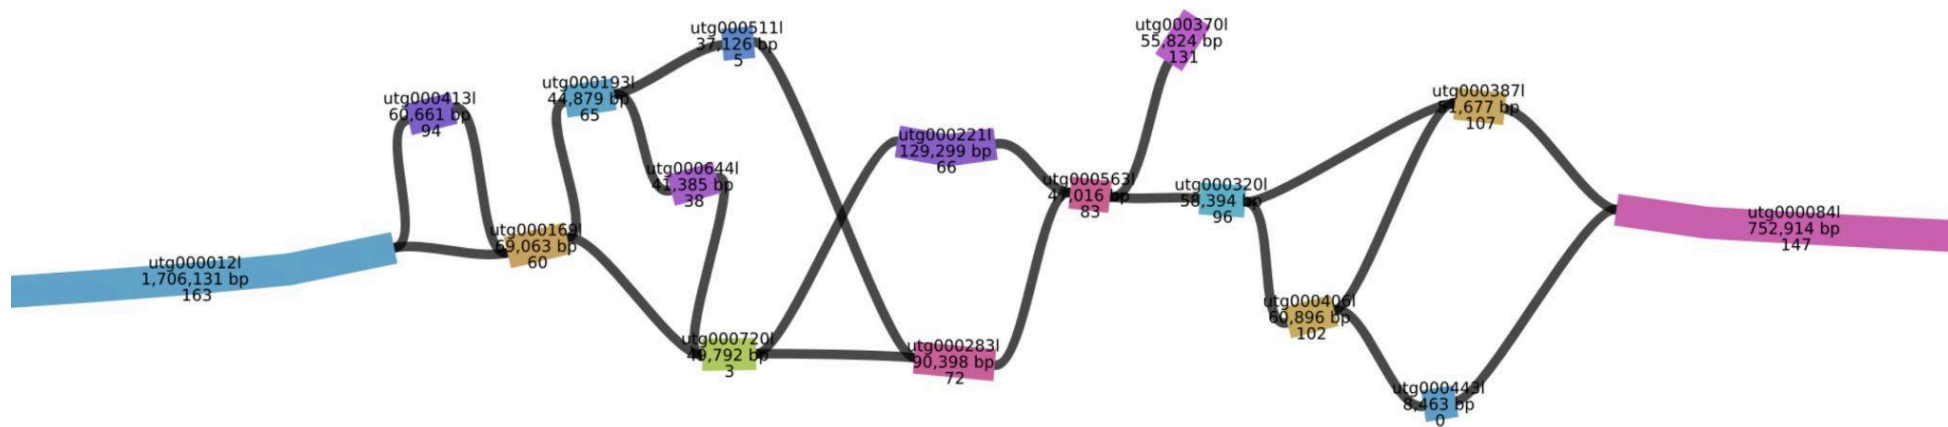 utg000012l
1,706,131 bp
163
utg000413l
60,661 bp
94
utg000169l
69,063 bp
60
utg000193l
44,879 bp
65
utg000511l
37,126 bp
5
utg000644l
41,385 bp
38
utg000720l
49,792 bp
3
utg000221l
129,299 bp
66
utg000283l
90,398 bp
72
utg000563l
83
utg000370l
55,824 bp
131
utg000320l
58,394 bp
96
utg000387l
51,677 bp
107
utg000406l
60,896 bp
102
utg000443l
8,463 bp
0
utg000084l
752,914 bp
147